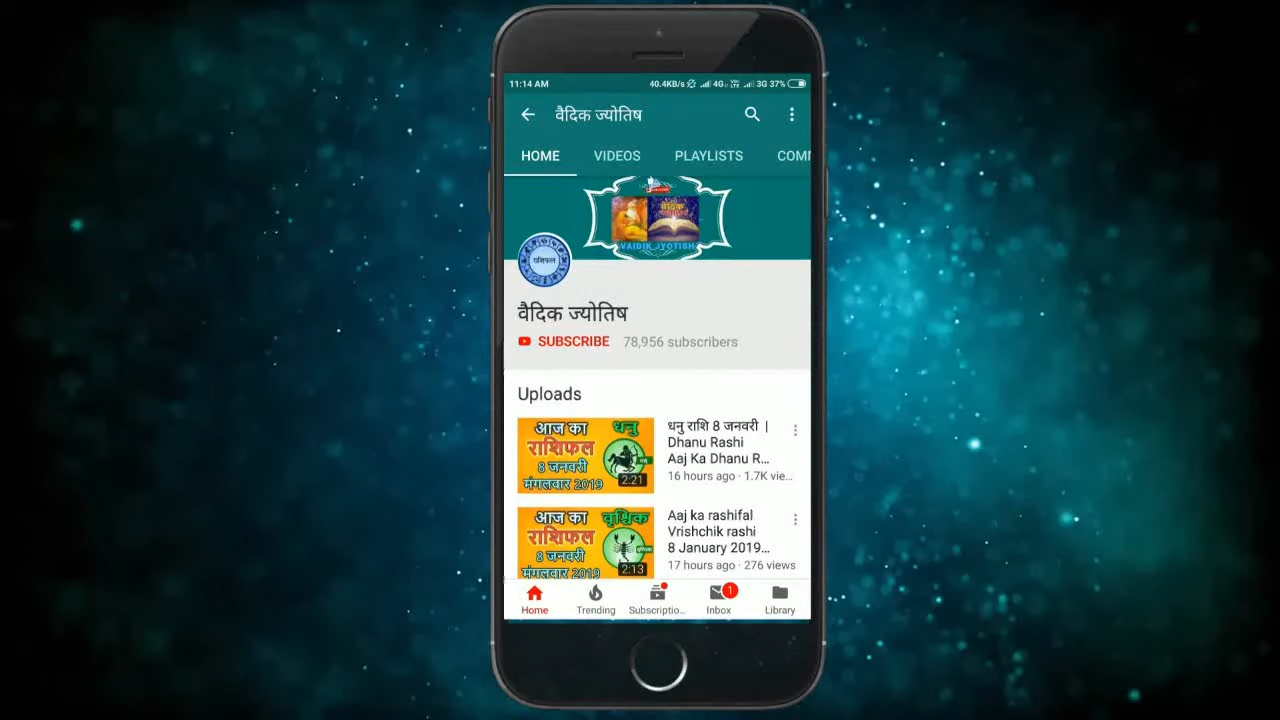 11:14 AM
40.4KB/s 4G VoLTE 3G 37%
वैदिक ज्योतिष
HOME VIDEOS PLAYLISTS COMM
वैदिक
VAIDIK JYOTISH
राशिफल
वैदिक ज्योतिष
SUBSCRIBE 78,956 subscribers
Uploads
आज का धनु
राशिफल
8 जनवरी
मंगलवार 2019
2:21
धनु राशि 8 जनवरी |
Dhanu Rashi
Aaj Ka Dhanu R...
16 hours ago · 1.7K vie...
आज का वृश्चिक
राशिफल
8 जनवरी
मंगलवार 2019
2:13
Aaj ka rashifal
Vrishchik rashi
8 January 2019...
17 hours ago · 276 views
1
Home Trending Subscriptio... Inbox Library